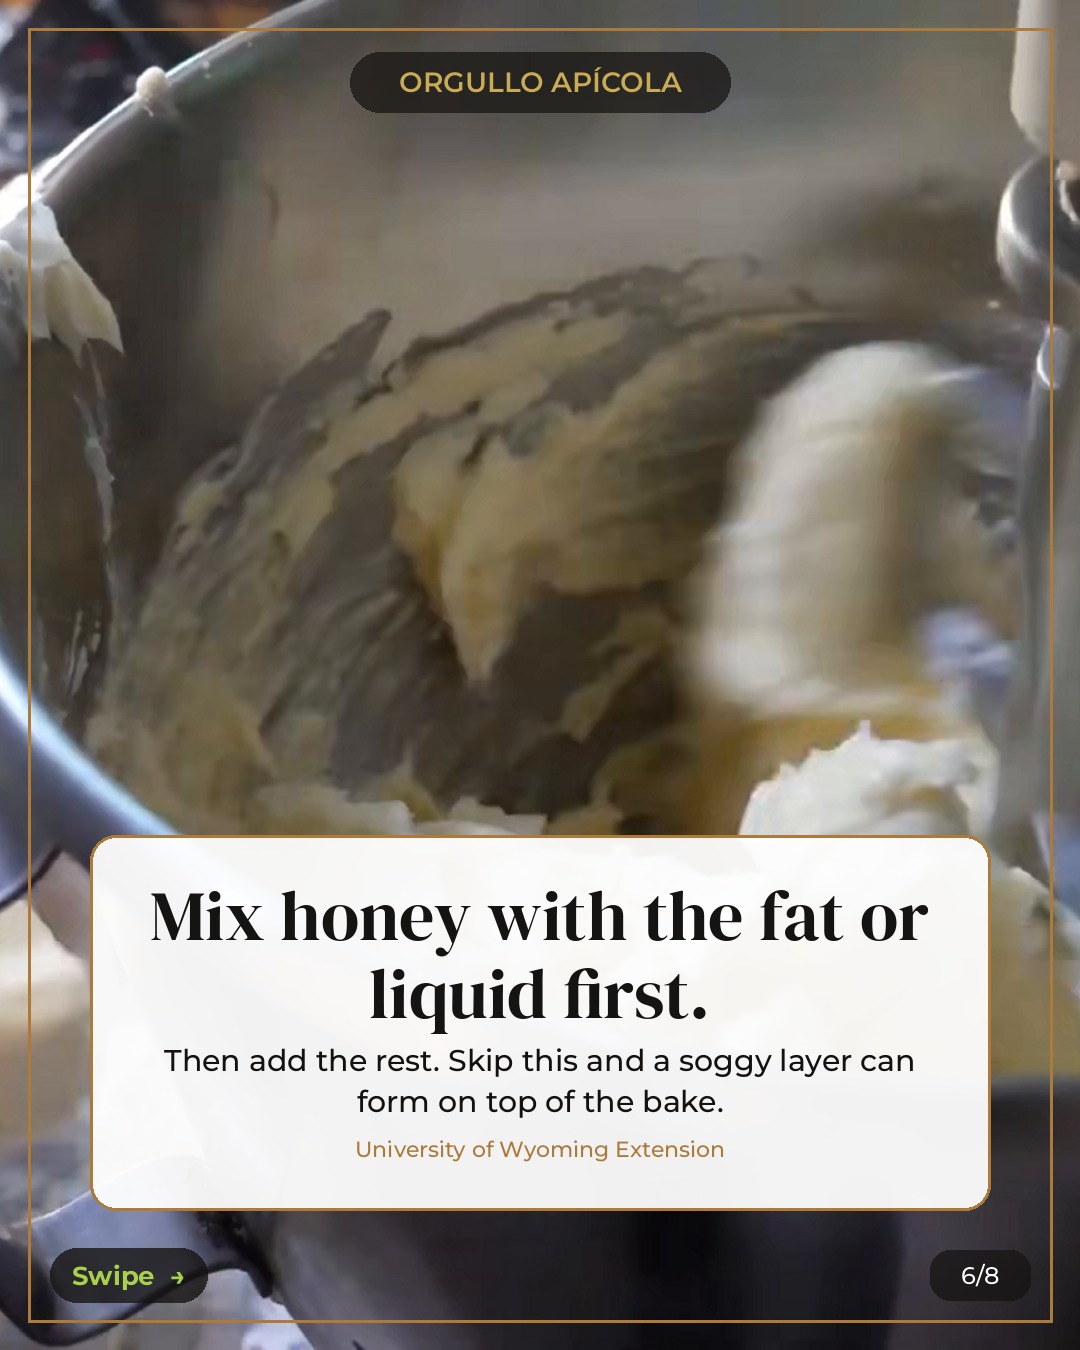 ORGULLO APÍCOLA
Mix honey with the fat or
liquid first.
Then add the rest. Skip this and a soggy layer can
form on top of the bake.
University of Wyoming Extension
Swipe →
6/8